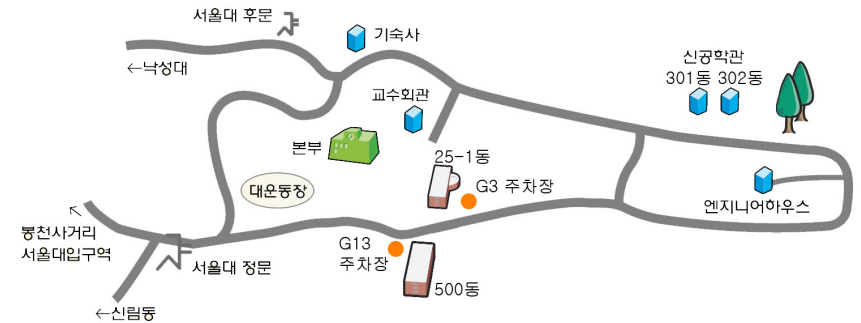 서울대 후문
기숙사
←낙성대
신공학관
301동 302동
교수회관
본부
25-1동
G3 주차장
대운동장
엔지니어하우스
↖
봉천사거리
서울대입구역
서울대 정문
G13
주차장
500동
←신림동